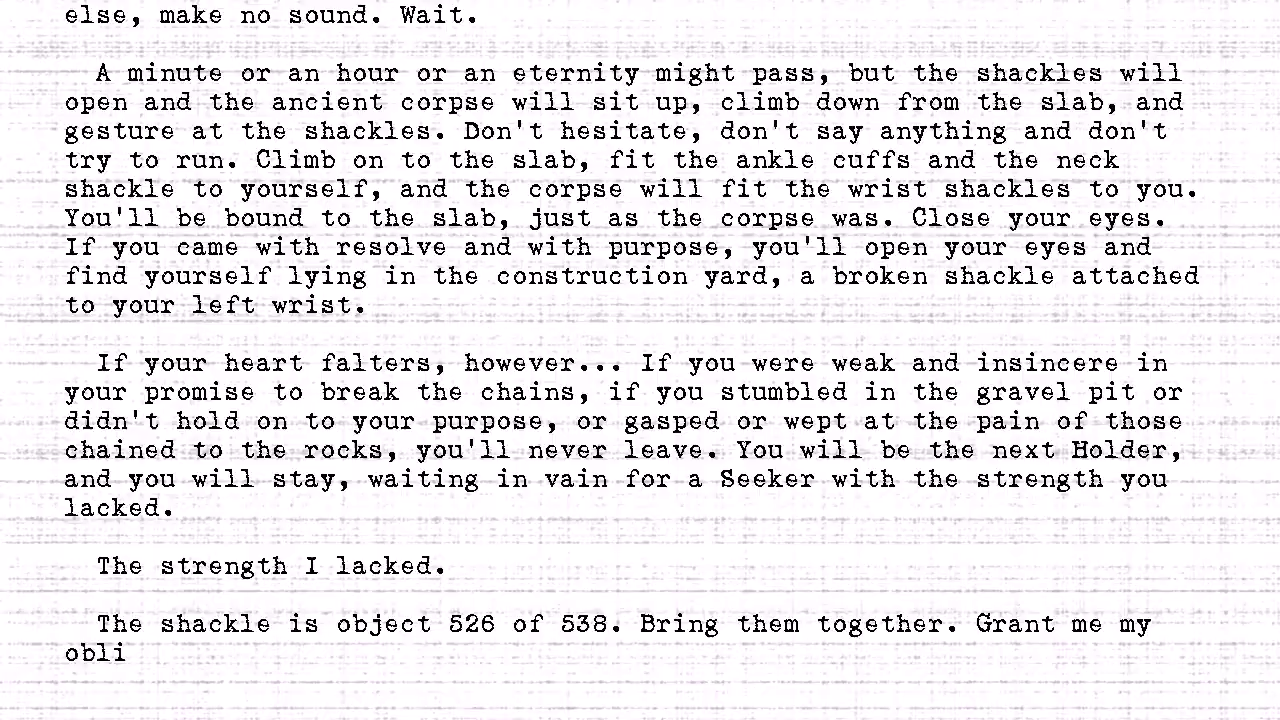 else, make no sound. Wait.
A minute or an hour or an eternity might pass, but the shackles will
open and the ancient corpse will sit up, climb down from the slab, and
gesture at the shackles. Don't hesitate, don't say anything and don't
try to run. Climb on to the slab, fit the ankle cuffs and the neck
shackle to yourself, and the corpse will fit the wrist shackles to you.
You'll be bound to the slab, just as the corpse was. Close your eyes.
If you came with resolve and with purpose, you'll open your eyes and
find yourself lying in the construction yard, a broken shackle attached
to your left wrist.
If your heart falters, however... If you were weak and insincere in
your promise to break the chains, if you stumbled in the gravel pit or
didn't hold on to your purpose, or gasped or wept at the pain of those
chained to the rocks, you'll never leave. You will be the next Holder,
and you will stay, waiting in vain for a Seeker with the strength you
lacked.
The strength I lacked.
The shackle is object 526 of 538. Bring them together. Grant me my
obli